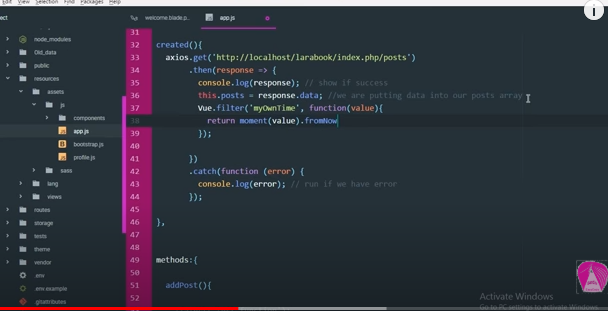 Edit View Selection Find Packages Help
ect
welcome.blade.p..
app.js
node_modules
Old_data
public
resources
assets
js
components
app.js
bootstrap.js
profile.js
sass
lang
views
routes
storage
tests
theme
vendor
.env
.env.example
.gitattributes
31
32 created(){
33 axios.get('http://localhost/larabook/index.php/posts')
34 .then(response => {
35 console.log(response); // show if success
36 this.posts = response.data; //we are putting data into our posts array
37 Vue.filter('myOwnTime', function(value){
38 return moment(value).fromNow
39 });
40
41 })
42 .catch(function (error) {
43 console.log(error); // run if we have error
44 });
45
46 },
47
48
49 methods:{
50
51 addPost(){
52
Activate Windows
Go to PC settings to activate Windows.